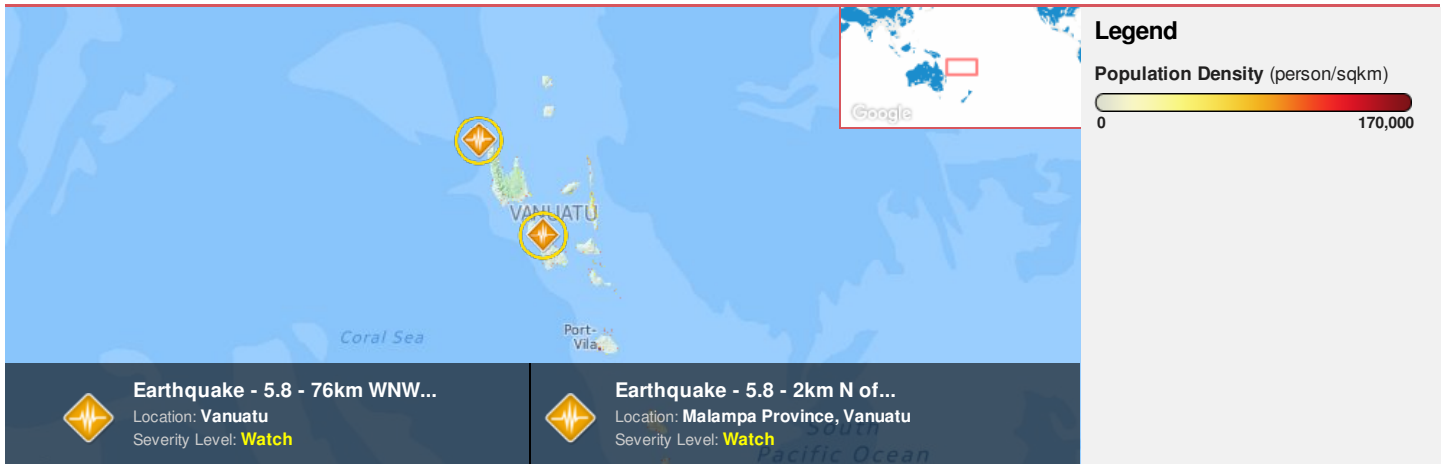 Google
VANUATU
Coral Sea
Port-
Vila
South
Pacific Ocean
Earthquake - 5.8 - 76km WNW...
Location: Vanuatu
Severity Level: Watch
Earthquake - 5.8 - 2km N of...
Location: Malampa Province, Vanuatu
Severity Level: Watch
Legend
Population Density (person/sqkm)
0 170,000